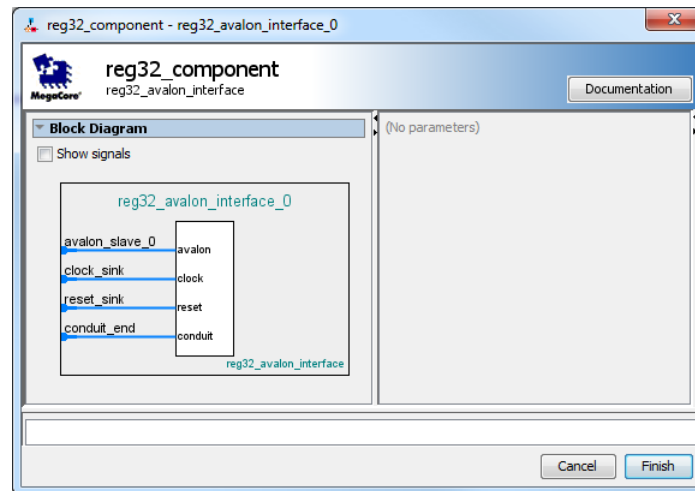 reg32_component - reg32_avalon_interface_0
MegaCore®
reg32_component
reg32_avalon_interface
Documentation
Block Diagram
(No parameters)
Show signals
reg32_avalon_interface_0
avalon_slave_0
avalon
clock_sink
clock
reset_sink
reset
conduit_end
conduit
reg32_avalon_interface
Cancel
Finish